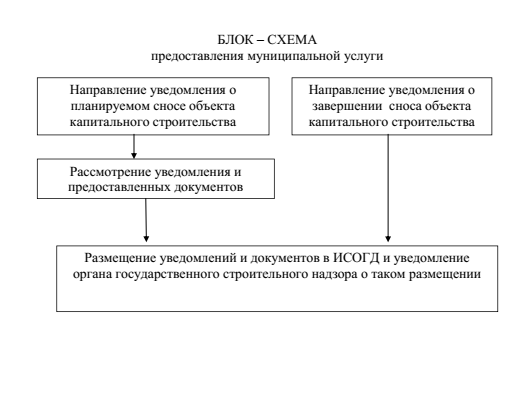 БЛОК – СХЕМА
предоставления муниципальной услуги
Направление уведомления о
планируемом сносе объекта
капитального строительства
Направление уведомления о
завершении сноса объекта
капитального строительства
Рассмотрение уведомления и
предоставленных документов
Размещение уведомлений и документов в ИСОГД и уведомление
органа государственного строительного надзора о таком размещении